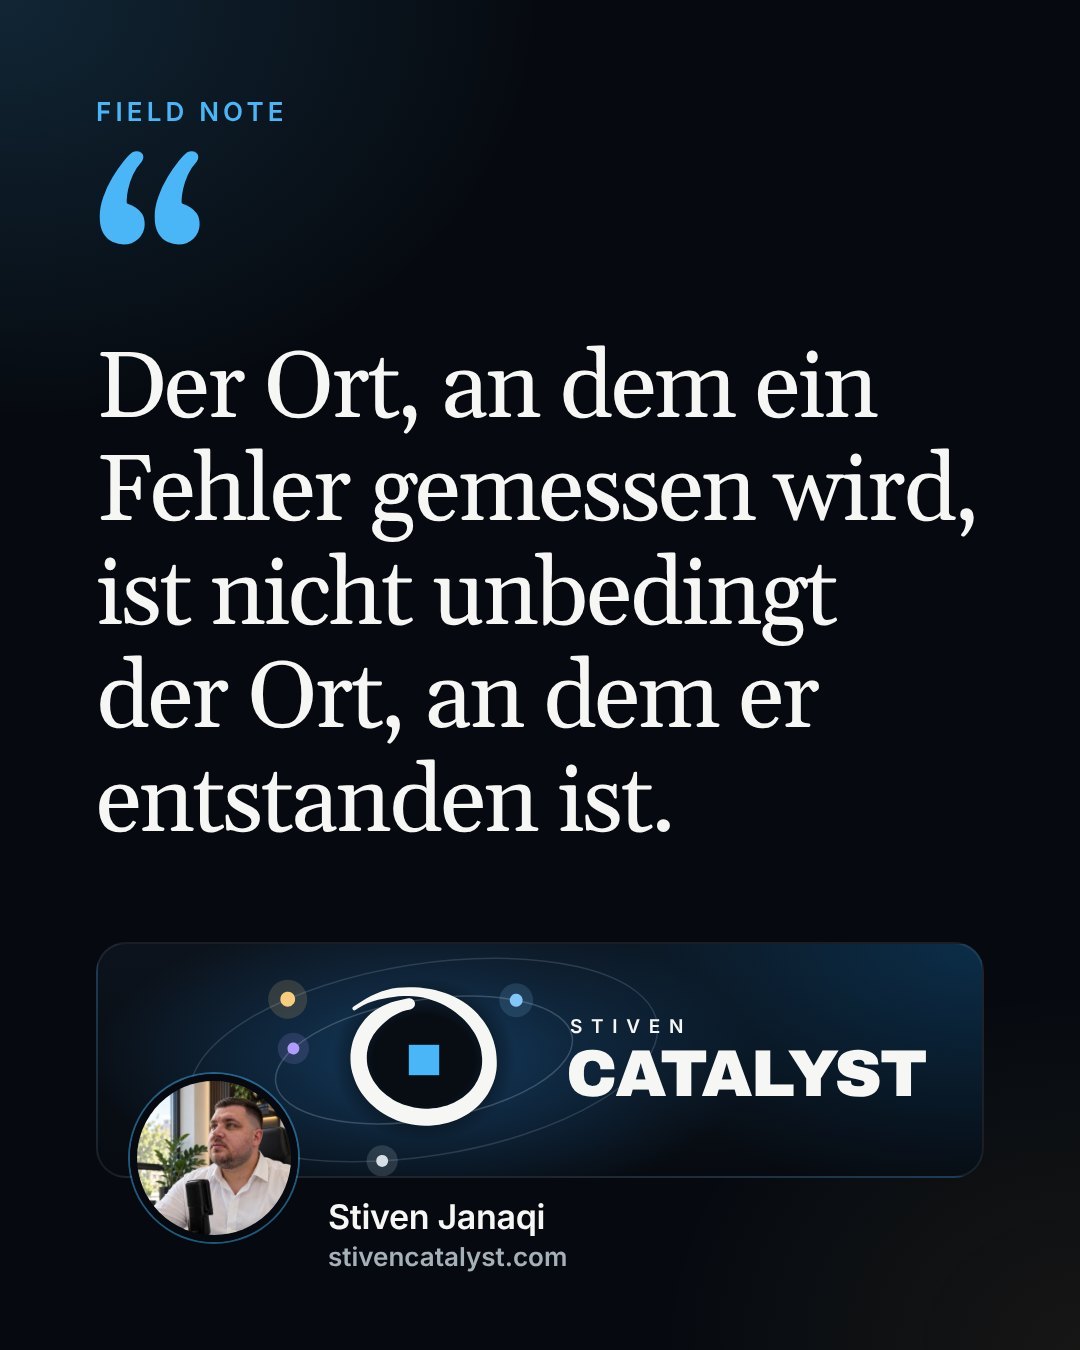 FIELD NOTE
“
Der Ort, an dem ein
Fehler gemessen wird,
ist nicht unbedingt
der Ort, an dem er
entstanden ist.
STIVEN
CATALYST
Stiven Janaqi
stivencatalyst.com